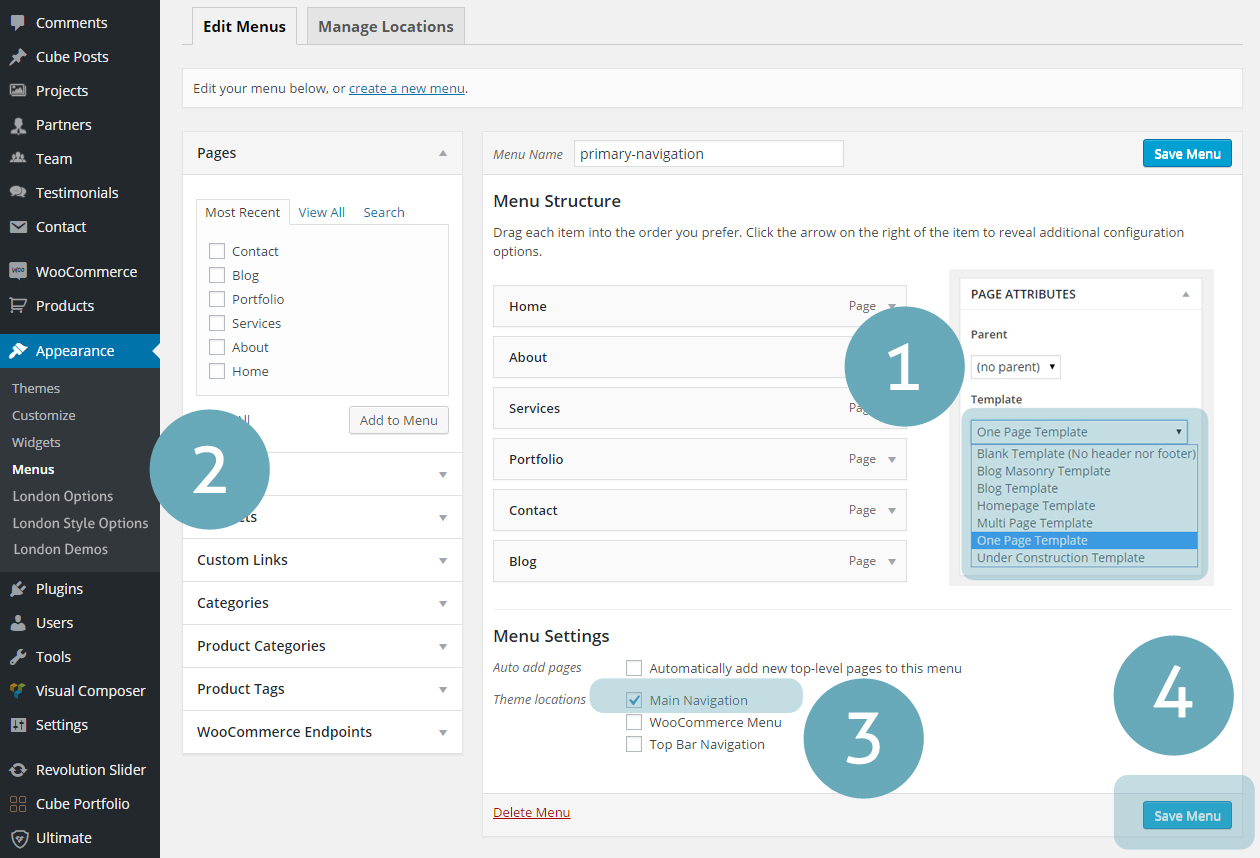 Comments
Cube Posts
Projects
Partners
Team
Testimonials
Contact
WooCommerce
Products
Appearance
Themes
Customize
Widgets
Menus
London Options
London Style Options
London Demos
Plugins
Users
Tools
Visual Composer
Settings
Revolution Slider
Cube Portfolio
Ultimate
Edit Menus
Manage Locations
Edit your menu below, or create a new menu.
Pages
Most Recent View All Search
Contact
Blog
Portfolio
Services
About
Home
Add to Menu
2
Custom Links
Categories
Product Categories
Product Tags
WooCommerce Endpoints
Menu Name primary-navigation Save Menu
Menu Structure
Drag each item into the order you prefer. Click the arrow on the right of the item to reveal additional configuration
options.
Home Page
About
Services
Portfolio Page
Contact Page
Blog Page
1
PAGE ATTRIBUTES
Parent
(no parent)
Template
One Page Template
Blank Template (No header nor footer)
Blog Masonry Template
Blog Template
Homepage Template
Multi Page Template
One Page Template
Under Construction Template
Menu Settings
Auto add pages Automatically add new top-level pages to this menu
Theme locations Main Navigation
WooCommerce Menu
Top Bar Navigation
3
4
Delete Menu Save Menu